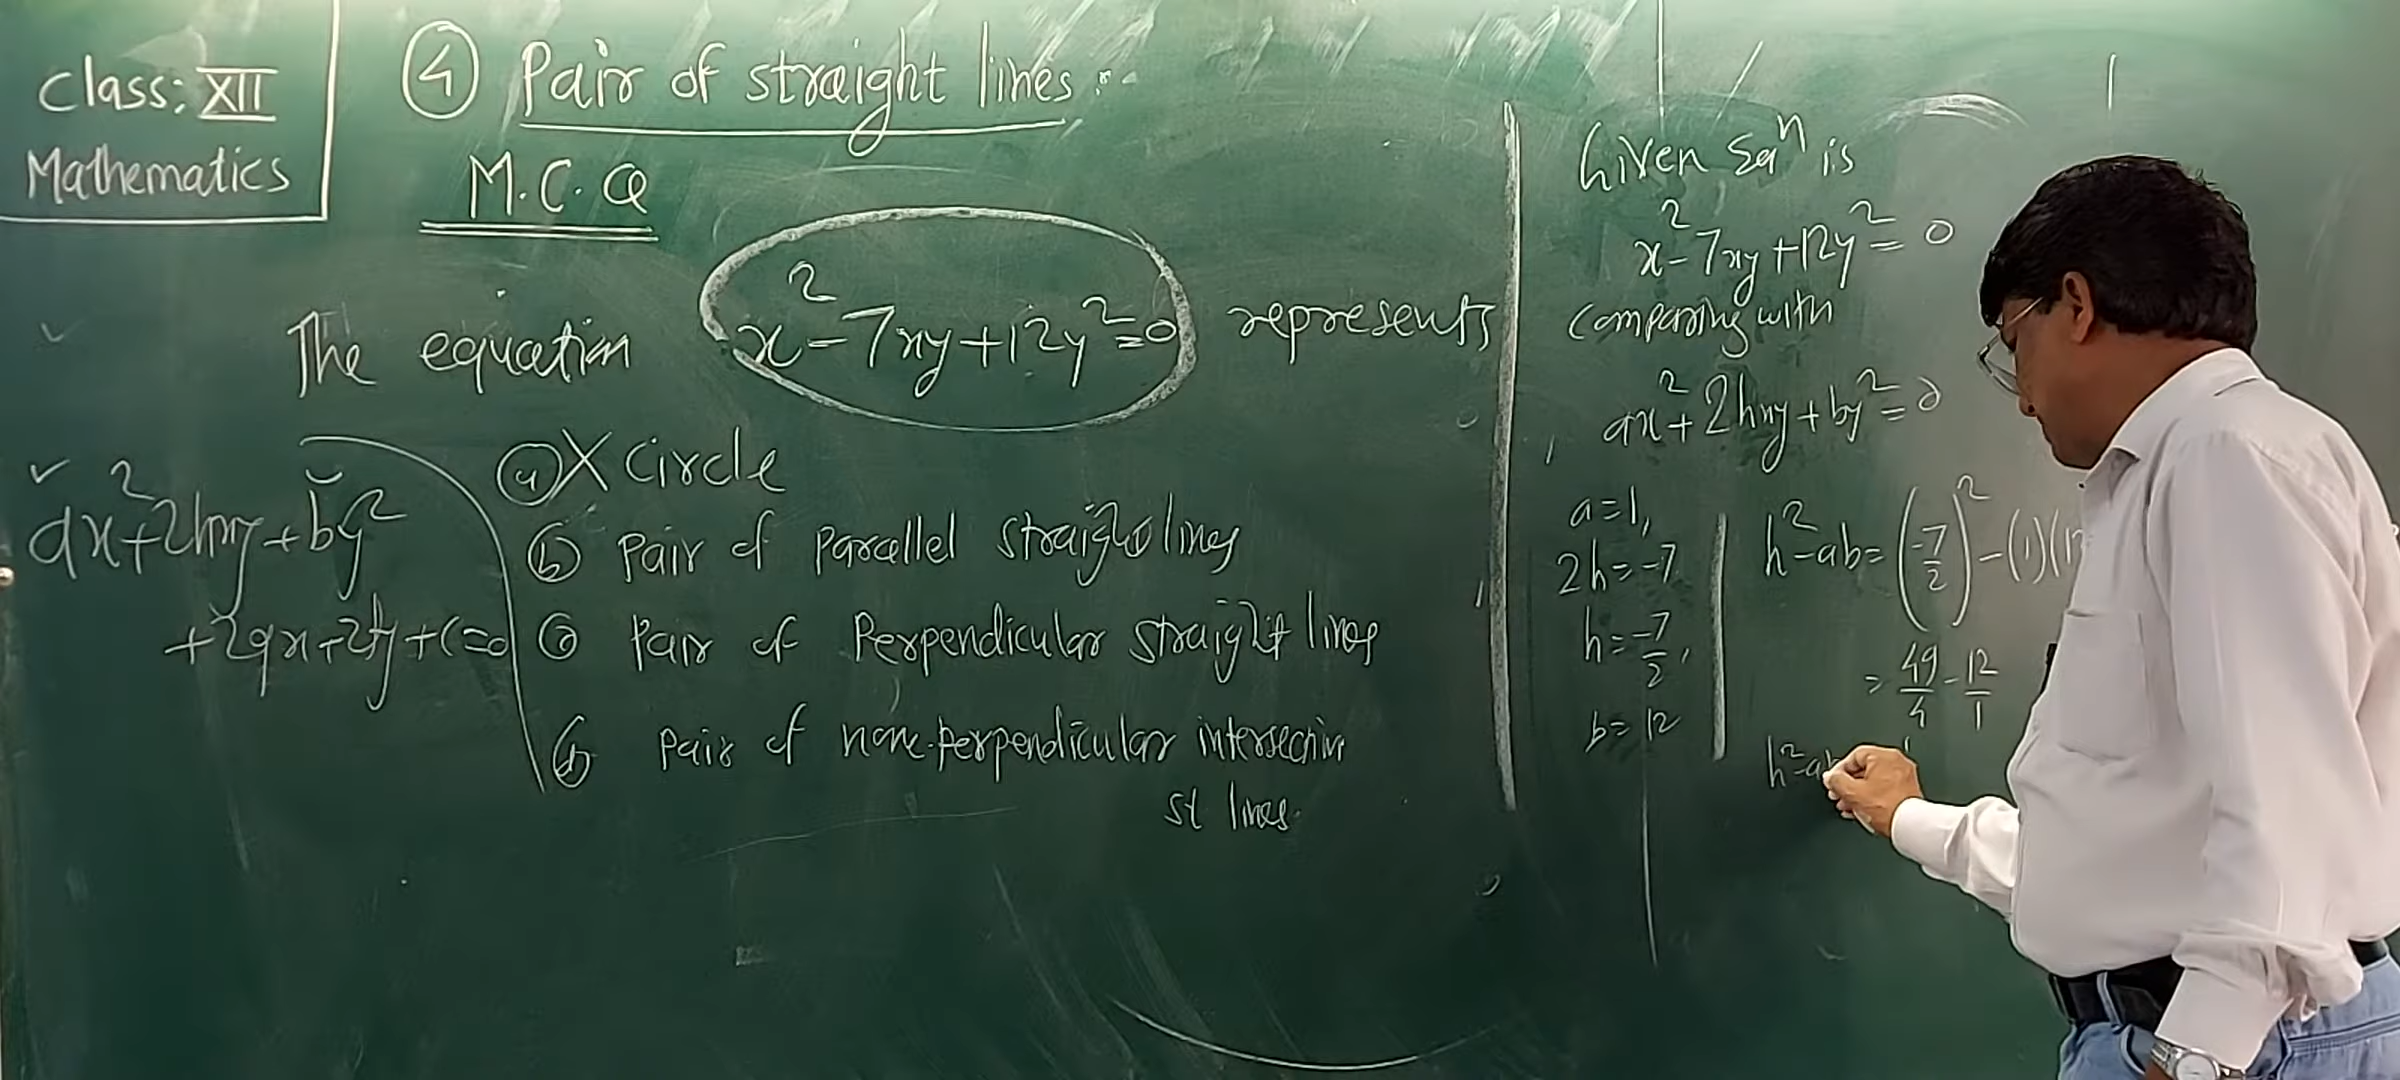 Class: XII
Mathematics
④ Pair of straight lines:-
M.C.Q
The equation x²-7xy+12y²=0 represents
ⓐ X Circle
ⓑ Pair of parallel straight lines
ⓒ Pair of Perpendicular straight lines
ⓓ pair of none-perpendicular intersecting
st lines.
ax²+2hxy+by²
+2gx+2fy+c=0
Given Eqⁿ is
x²-7xy+12y²=0
comparing with
ax²+2hxy+by²=0
a=1,
2h=-7
h=-7/2,
b=12
h²-ab=(-7/2)²-(1)(12
=49/4-12/1
h²-ab